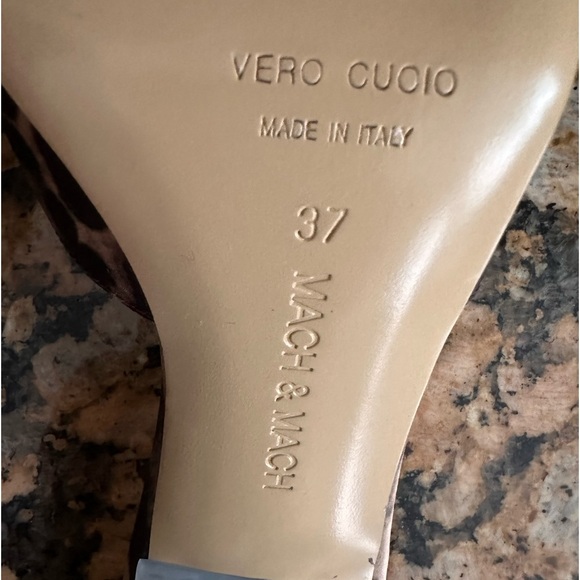 VERO CUOIO
MADE IN ITALY
37
MACH & MACH